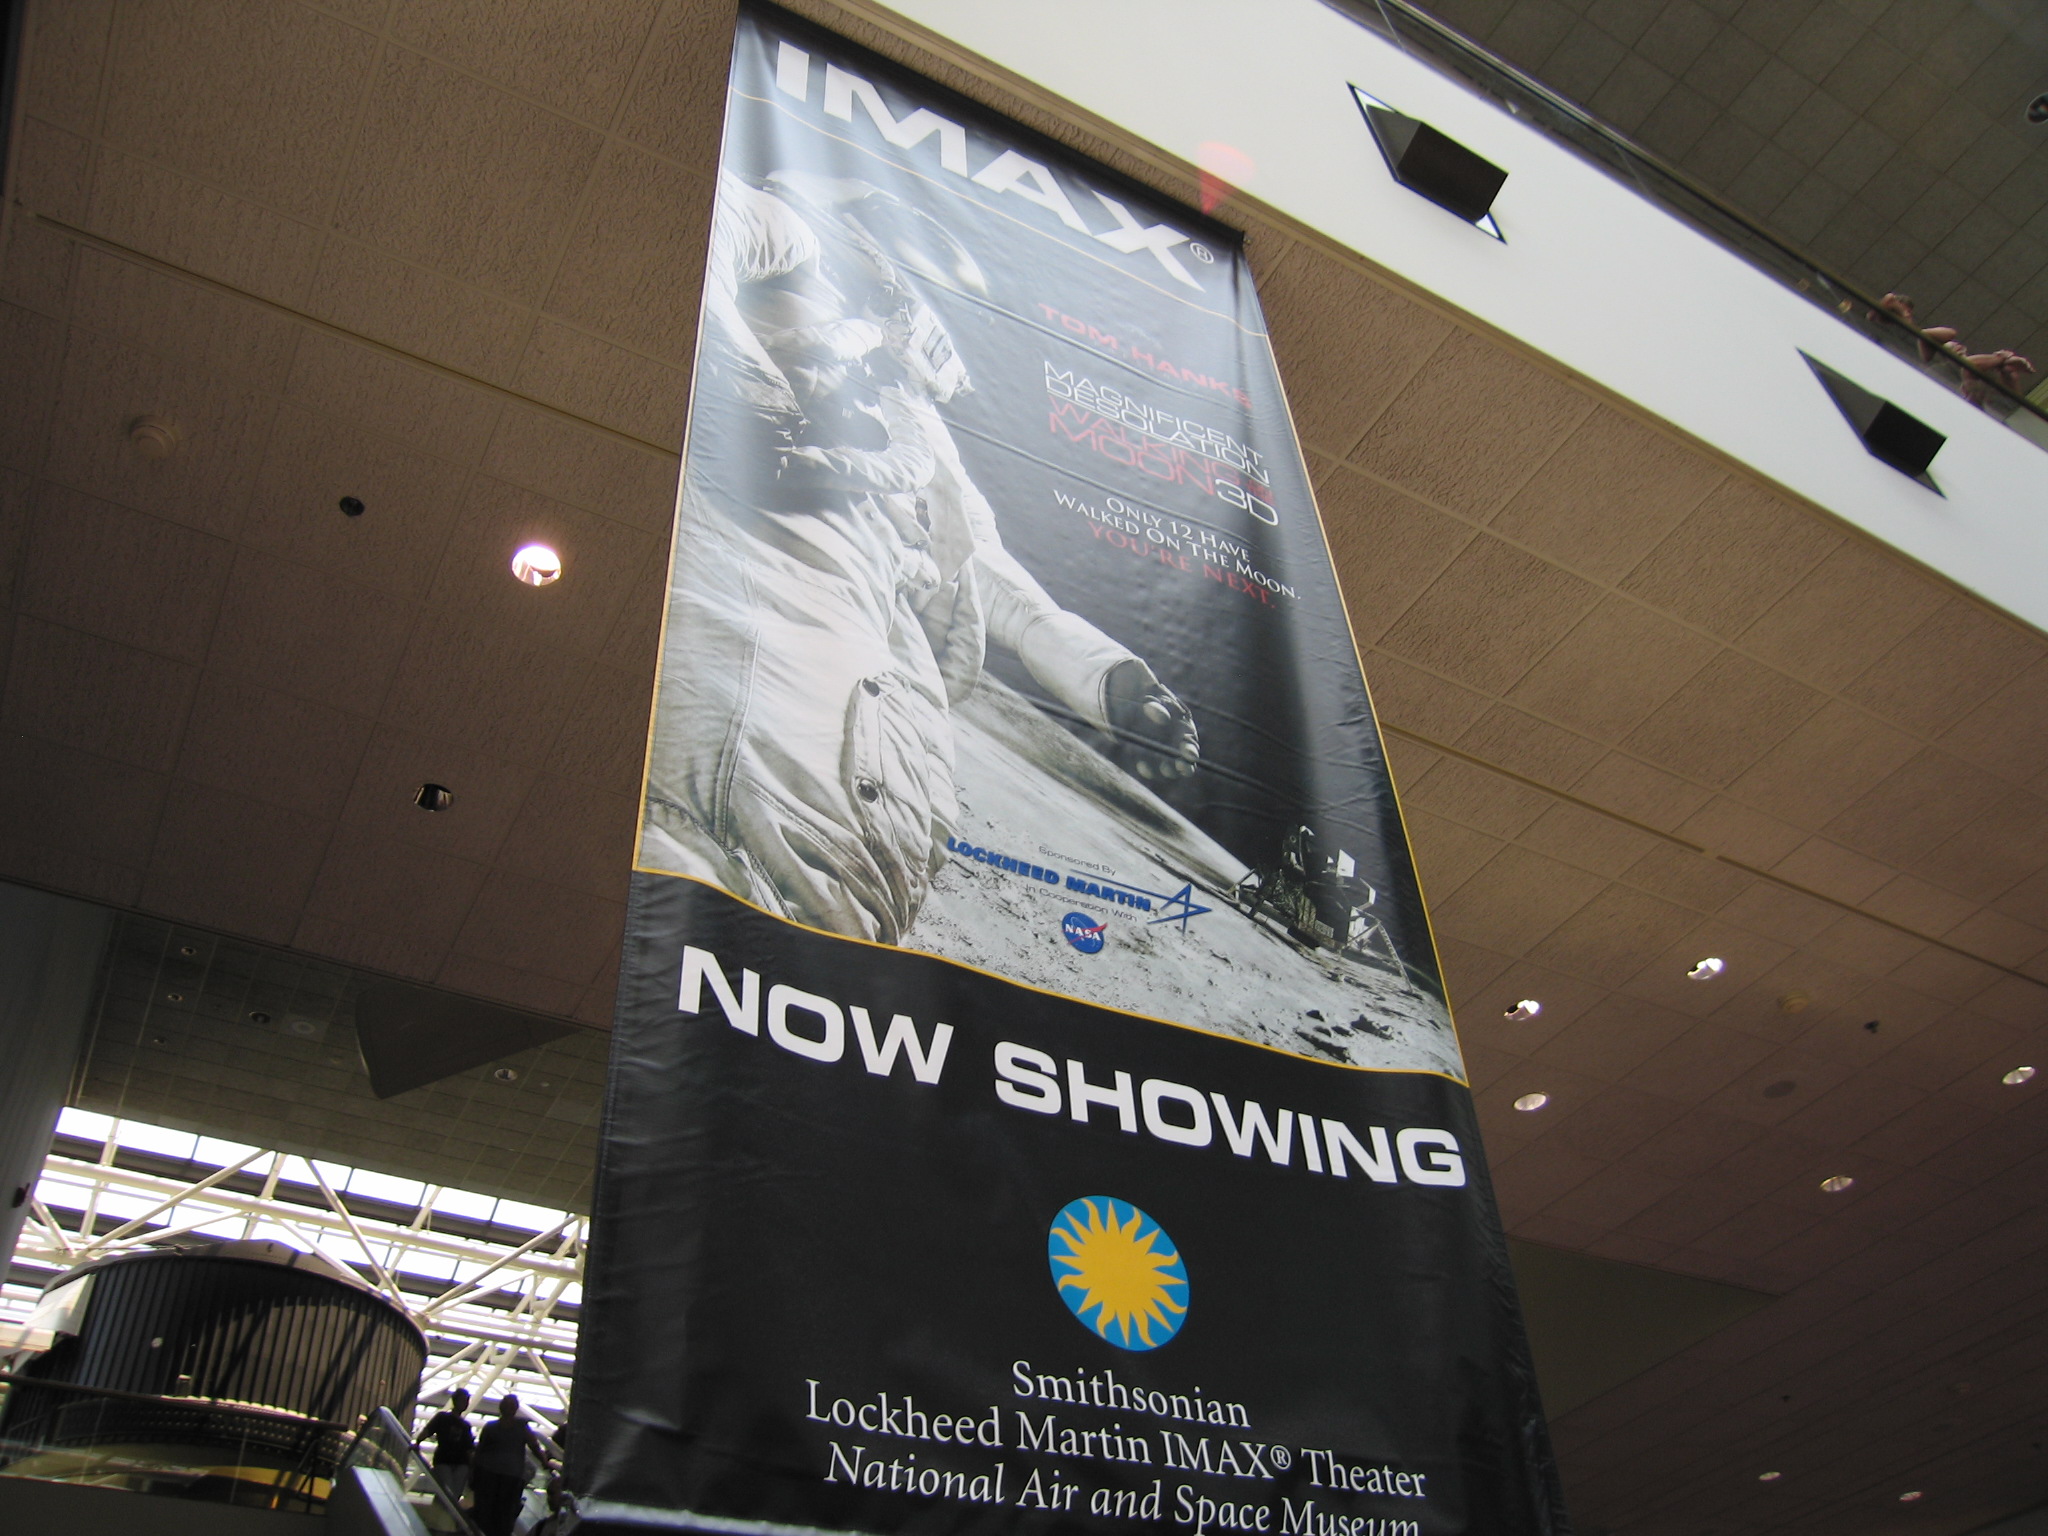 IMAX®
TOM HANKS
MAGNIFICENT
DESOLATION
WALKING
MOON 3D
ONLY 12 HAVE
WALKED ON THE MOON.
YOU'RE NEXT.
Sponsored By
LOCKHEED MARTIN
In Cooperation With
NASA
NOW SHOWING
Smithsonian
Lockheed Martin IMAX® Theater
National Air and Space Museum